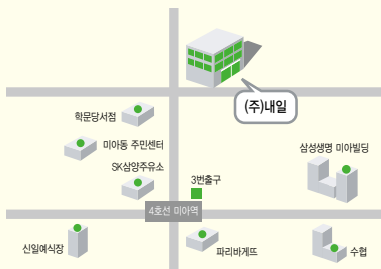 (주)내일
학문당서점
미아동 주민센터
삼성생명 미아빌딩
SK삼양주유소
3번출구
4호선 미아역
신일예식장
파리바게뜨
수협